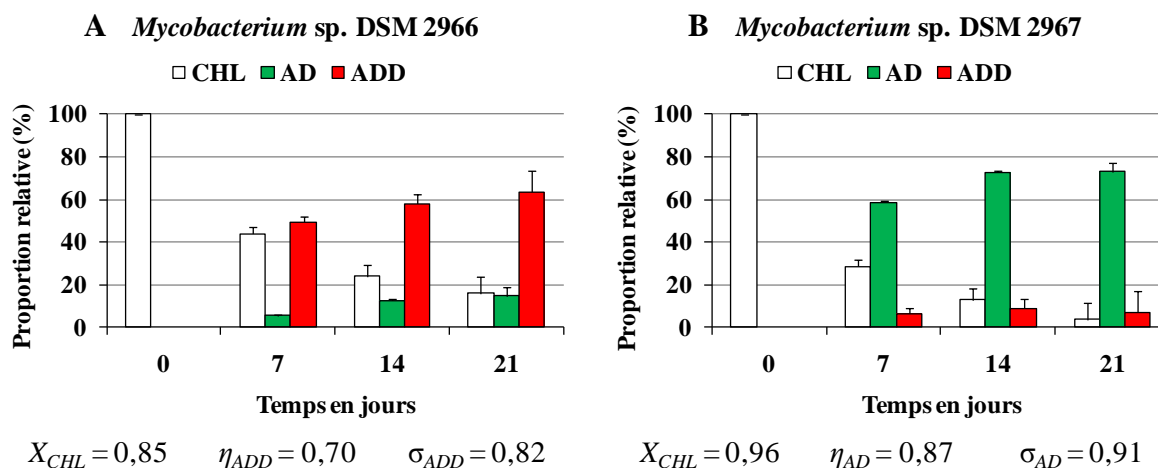 A Mycobacterium sp. DSM 2966
CHL AD ADD
Proportion relative (%)
100
80
60
40
20
0
0 7 14 21
Temps en jours
X_CHL = 0,85 η_ADD = 0,70 σ_ADD = 0,82
B Mycobacterium sp. DSM 2967
CHL AD ADD
Proportion relative (%)
100
80
60
40
20
0
0 7 14 21
Temps en jours
X_CHL = 0,96 η_AD = 0,87 σ_AD = 0,91